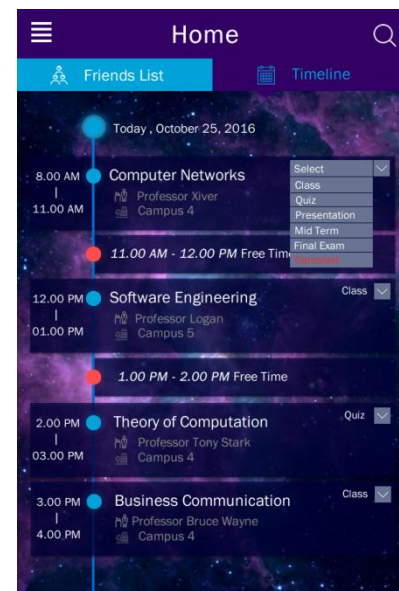 Home
Friends List
Timeline
Today , October 25, 2016
8.00 AM
|
11.00 AM
Computer Networks
Professor Xiver
Campus 4
Select
Class
Quiz
Presentation
Mid Term
Final Exam
Canceled
11.00 AM - 12.00 PM Free Time
12.00 PM
|
01.00 PM
Software Engineering
Professor Logan
Campus 5
Class
1.00 PM - 2.00 PM Free Time
2.00 PM
|
03.00 PM
Theory of Computation
Professor Tony Stark
Campus 4
Quiz
3.00 PM
|
4.00 PM
Business Communication
Professor Bruce Wayne
Campus 4
Class